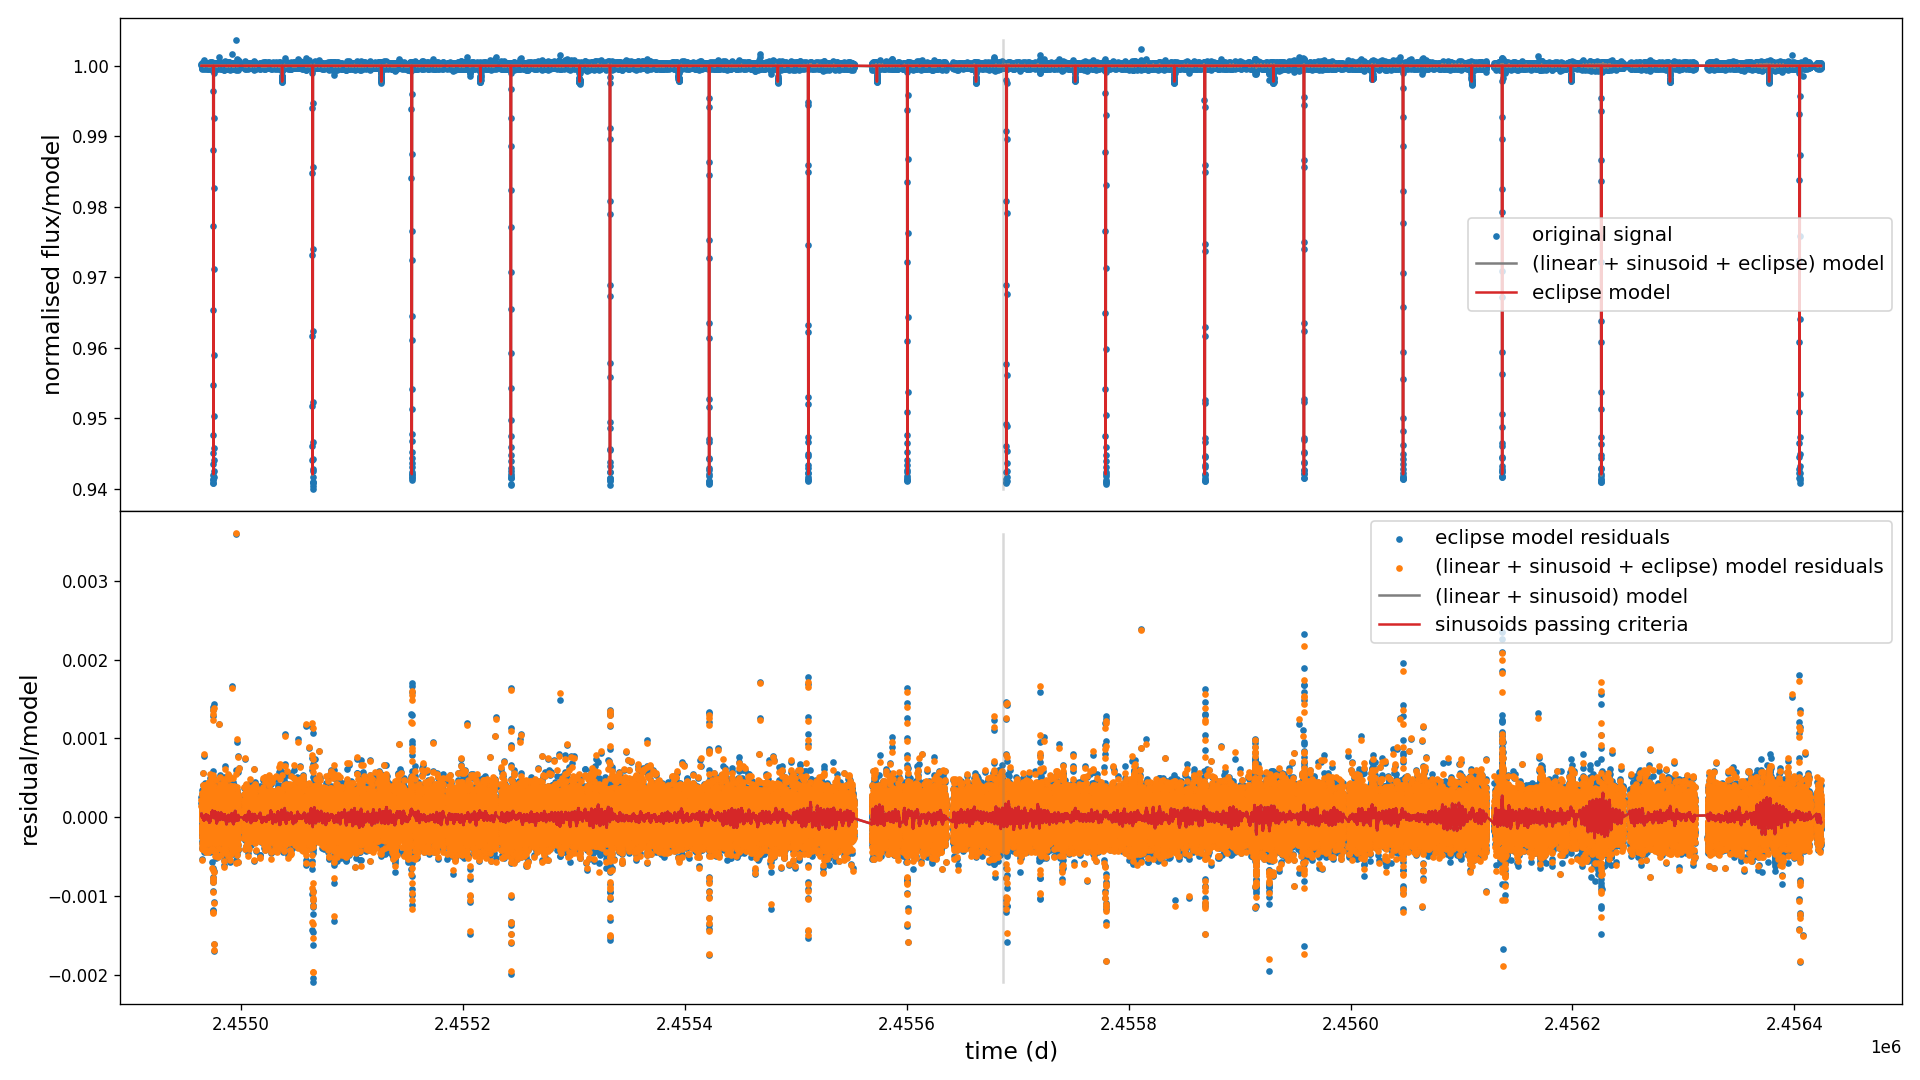 normalised flux/model
1.00
0.99
0.98
0.97
0.96
0.95
0.94
original signal
(linear + sinusoid + eclipse) model
eclipse model
residual/model
0.003
0.002
0.001
0.000
−0.001
−0.002
eclipse model residuals
(linear + sinusoid + eclipse) model residuals
(linear + sinusoid) model
sinusoids passing criteria
2.4550 2.4552 2.4554 2.4556 2.4558 2.4560 2.4562 2.4564
1e6
time (d)